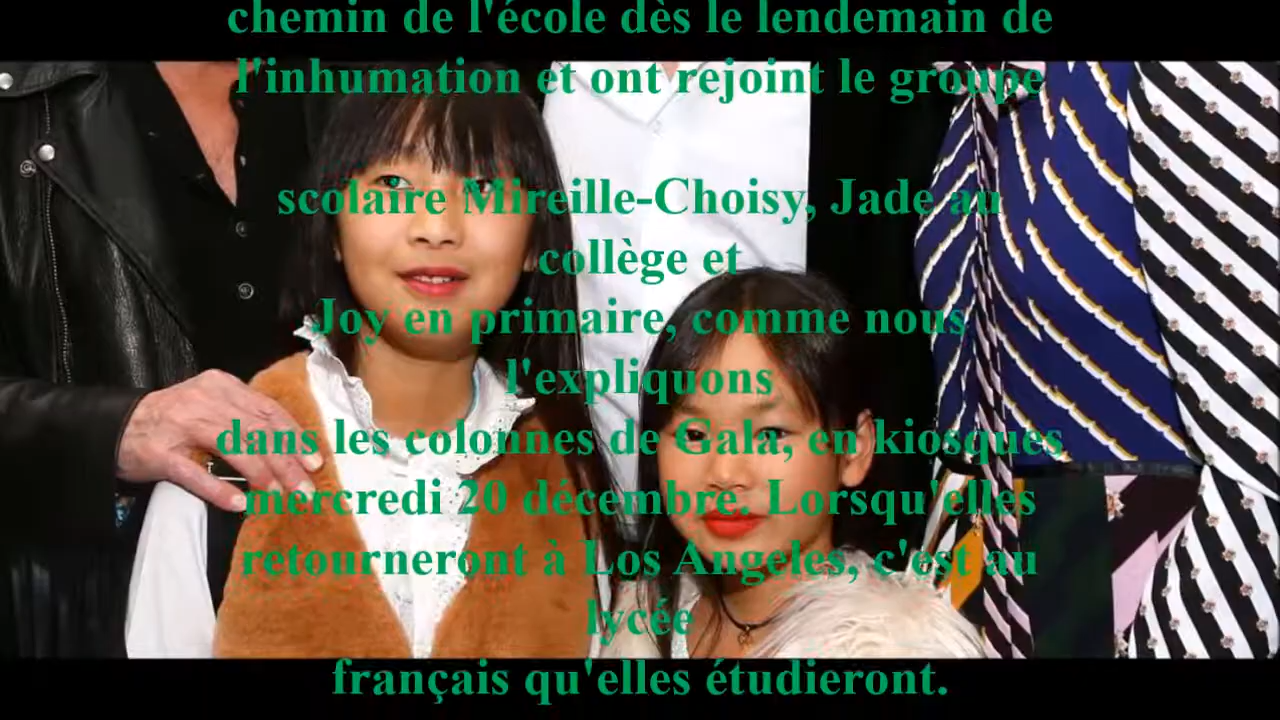 chemin de l'école dès le lendemain de
l'inhumation et ont rejoint le groupe
scolaire Mireille-Choisy, Jade au
collège et
Joy en primaire, comme nous
l'expliquons
dans les colonnes de Gala, en kiosques
mercredi 20 décembre. Lorsqu'elles
retourneront à Los Angeles, c'est au
lycée
français qu'elles étudieront.